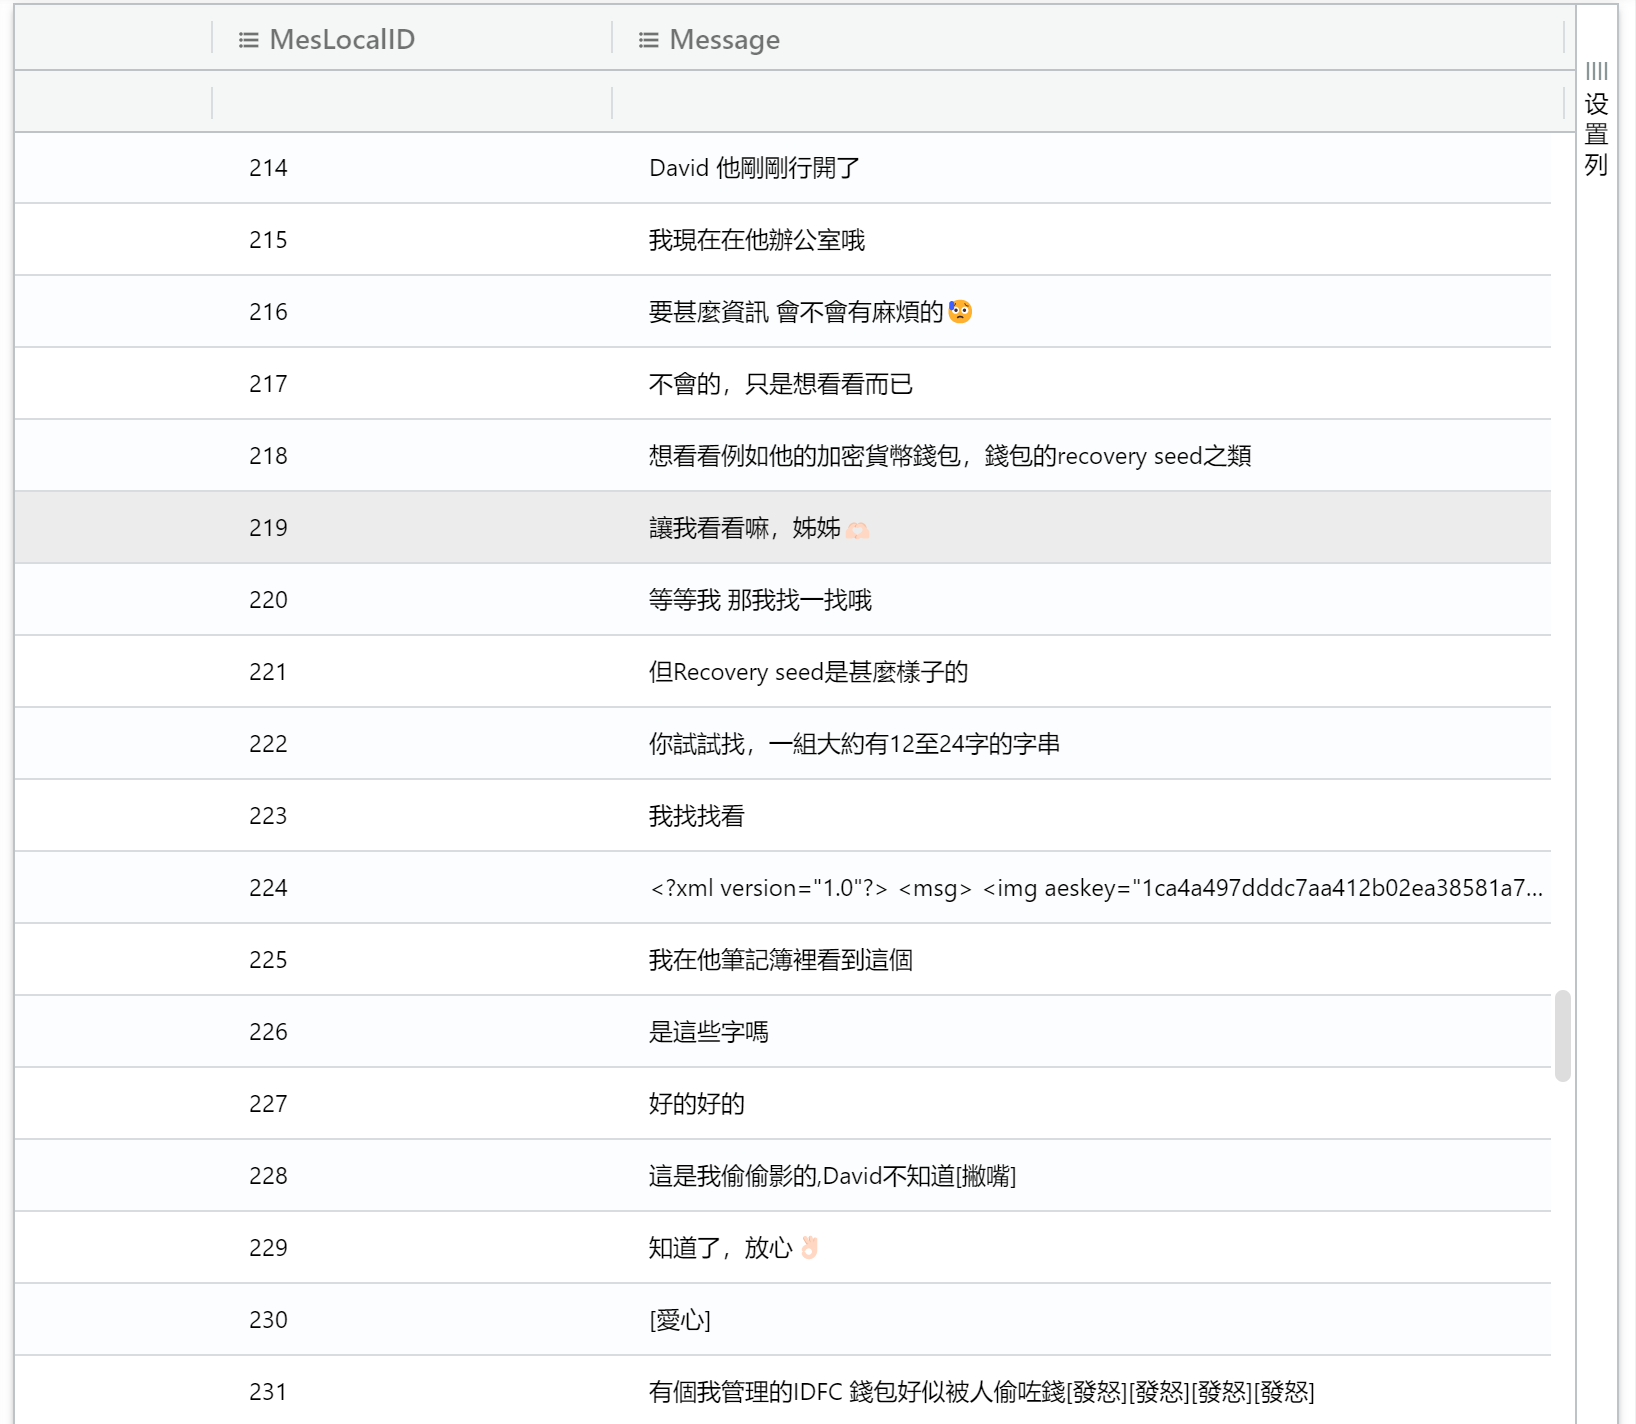 MesLocalID Message
设置列
214 David 他剛剛行開了
215 我現在在他辦公室哦
216 要甚麼資訊 會不會有麻煩的😓
217 不會的，只是想看看而已
218 想看看例如他的加密貨幣錢包，錢包的recovery seed之類
219 讓我看看嘛，姊姊🫶🏻
220 等等我 那我找一找哦
221 但Recovery seed是甚麼樣子的
222 你試試找，一組大約有12至24字的字串
223 我找找看
224 <?xml version="1.0"?> <msg> <img aeskey="1ca4a497dddc7aa412b02ea38581a7...
225 我在他筆記簿裡看到這個
226 是這些字嗎
227 好的好的
228 這是我偷偷影的,David不知道[撇嘴]
229 知道了，放心👌🏻
230 [愛心]
231 有個我管理的IDFC 錢包好似被人偷咗錢[發怒][發怒][發怒][發怒]